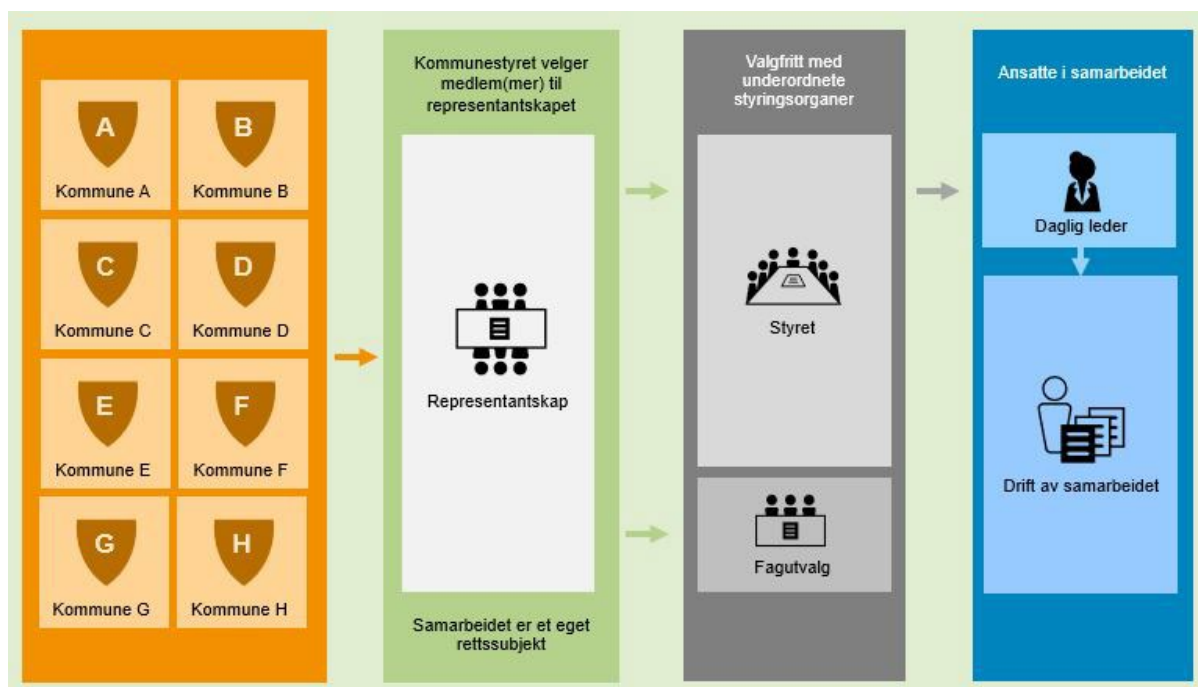 A
Kommune A
B
Kommune B
C
Kommune C
D
Kommune D
E
Kommune E
F
Kommune F
G
Kommune G
H
Kommune H
Kommunestyret velger
medlem(mer) til
representantskapet
Representantskap
Samarbeidet er et eget
rettssubjekt
Valgfritt med
underordnete
styringsorganer
Styret
Fagutvalg
Ansatte i samarbeidet
Daglig leder
Drift av samarbeidet